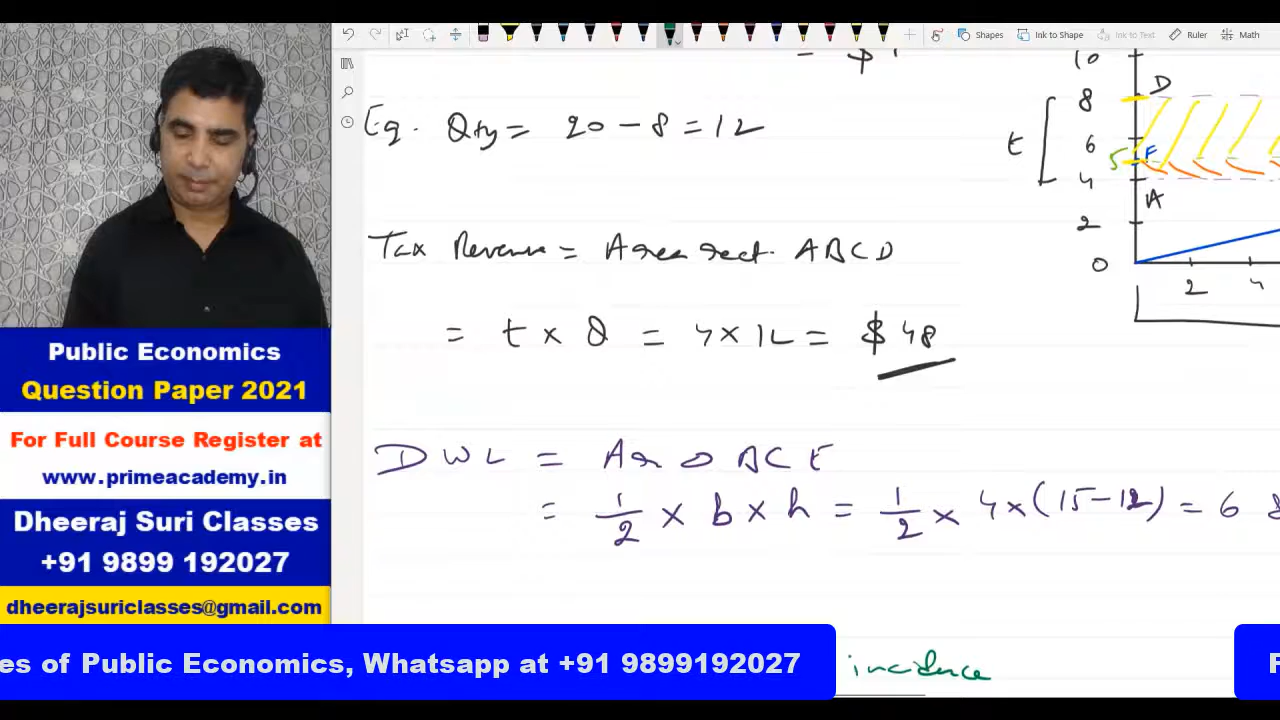 Shapes Ink to Shape Ink to Text Ruler Math
= $
Eq. Qty = 20 - 8 = 12
Tax Revenue = Area rect. ABCD
= t × Q = 4 × 12 = $ 48
DWL = Ar △ BCE
= 1/2 × b × h = 1/2 × 4 × (15 - 12) = 6 $
incidence
10
8 D
t [
6
5 E
4
A
2
0
2 4
Public Economics
Question Paper 2021
For Full Course Register at
www.primeacademy.in
Dheeraj Suri Classes
+91 9899 192027
dheerajsuriclasses@gmail.com
es of Public Economics, Whatsapp at +91 9899192027
F